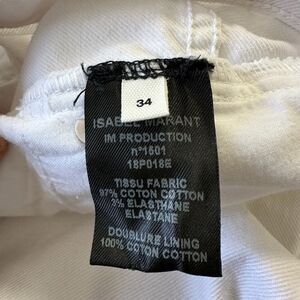 34
ISABEL MARANT
IM PRODUCTION
n°1601
18P018E
TISSU FABRIC
97% COTON COTTON
3% ELASTHANE
ELASTANE
DOUBLURE LINING
100% COTON COTTON